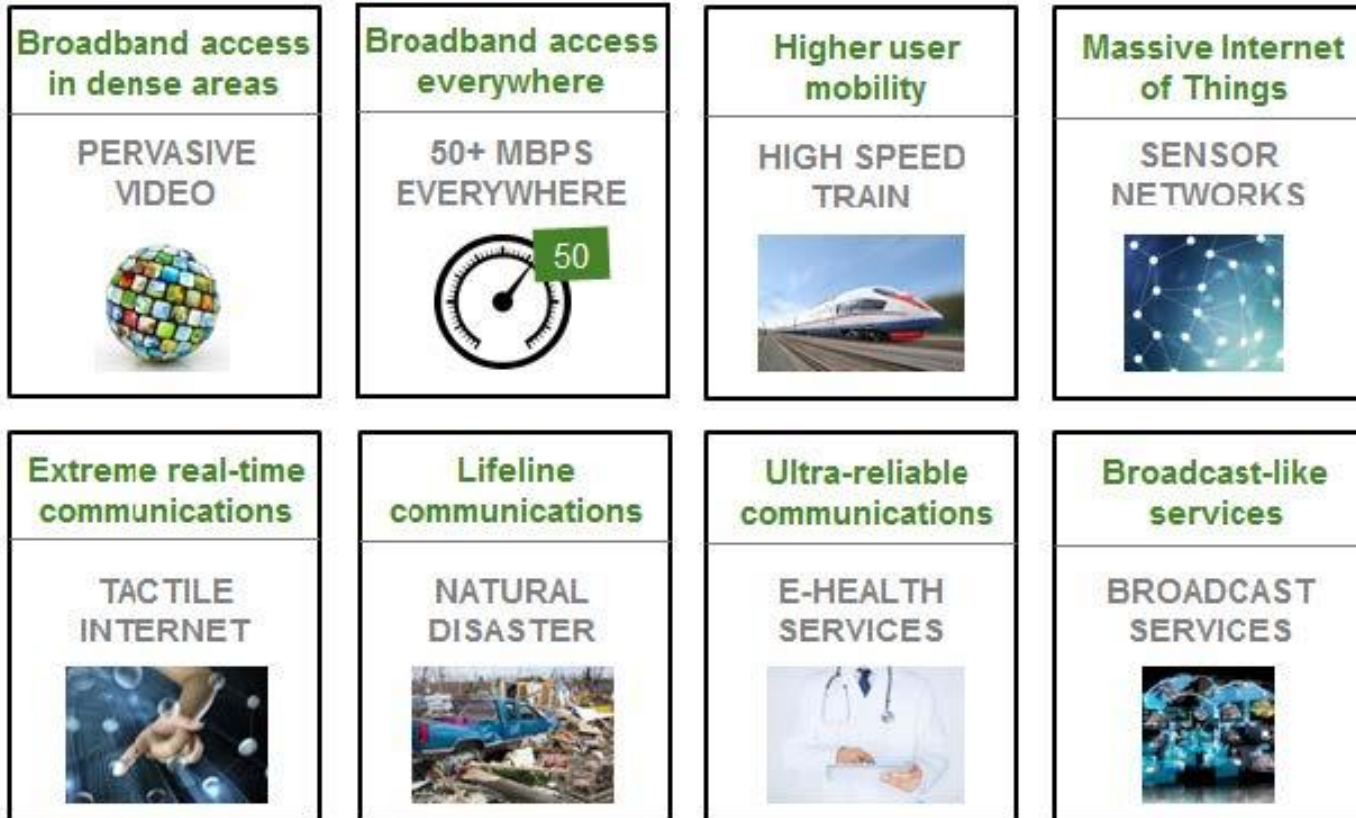 Broadband access
in dense areas
PERVASIVE
VIDEO
Broadband access
everywhere
50+ MBPS
EVERYWHERE
50
Higher user
mobility
HIGH SPEED
TRAIN
Massive Internet
of Things
SENSOR
NETWORKS
Extreme real-time
communications
TACTILE
INTERNET
Lifeline
communications
NATURAL
DISASTER
Ultra-reliable
communications
E-HEALTH
SERVICES
Broadcast-like
services
BROADCAST
SERVICES